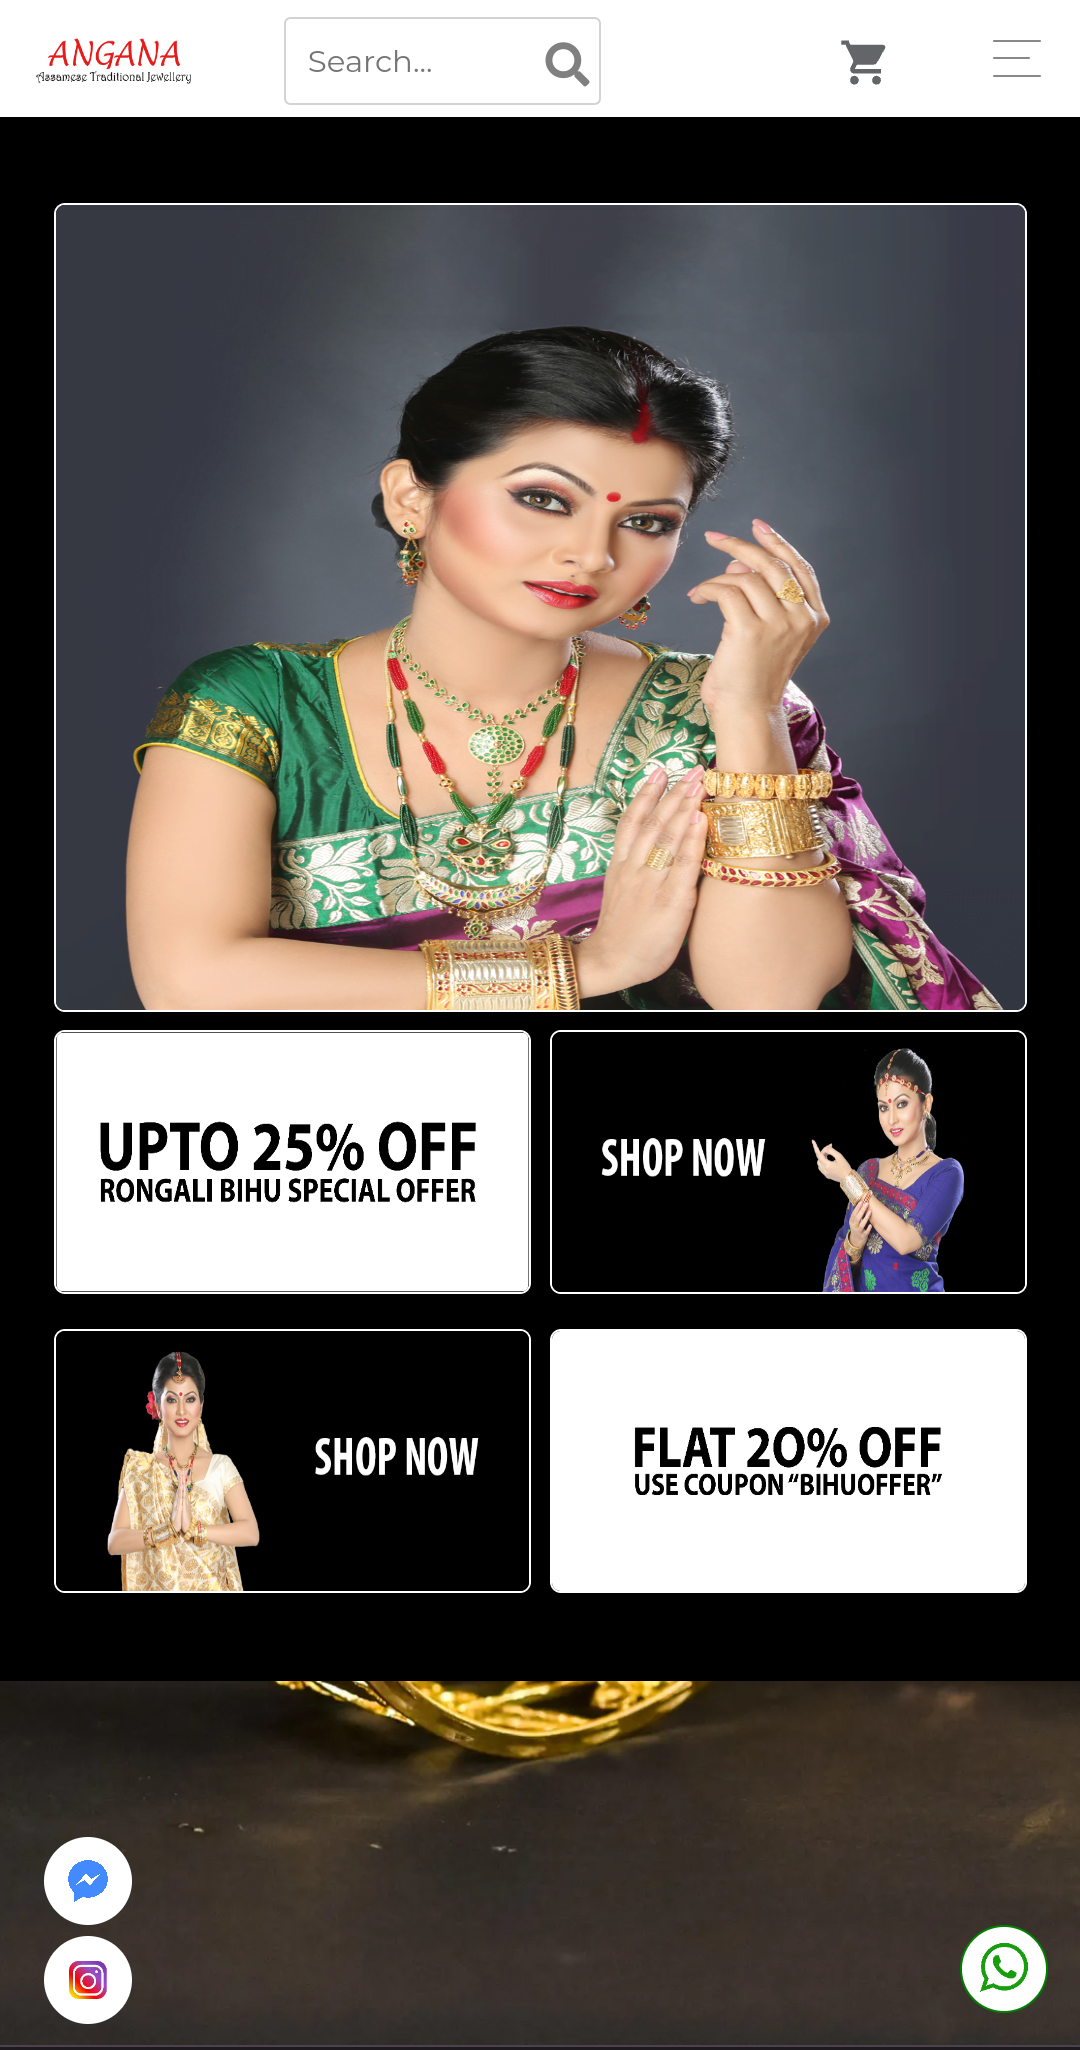 ANGANA
Assamese Traditional Jewellery
Search...
UPTO 25% OFF
RONGALI BIHU SPECIAL OFFER
SHOP NOW
SHOP NOW
FLAT 2O% OFF
USE COUPON “BIHUOFFER”